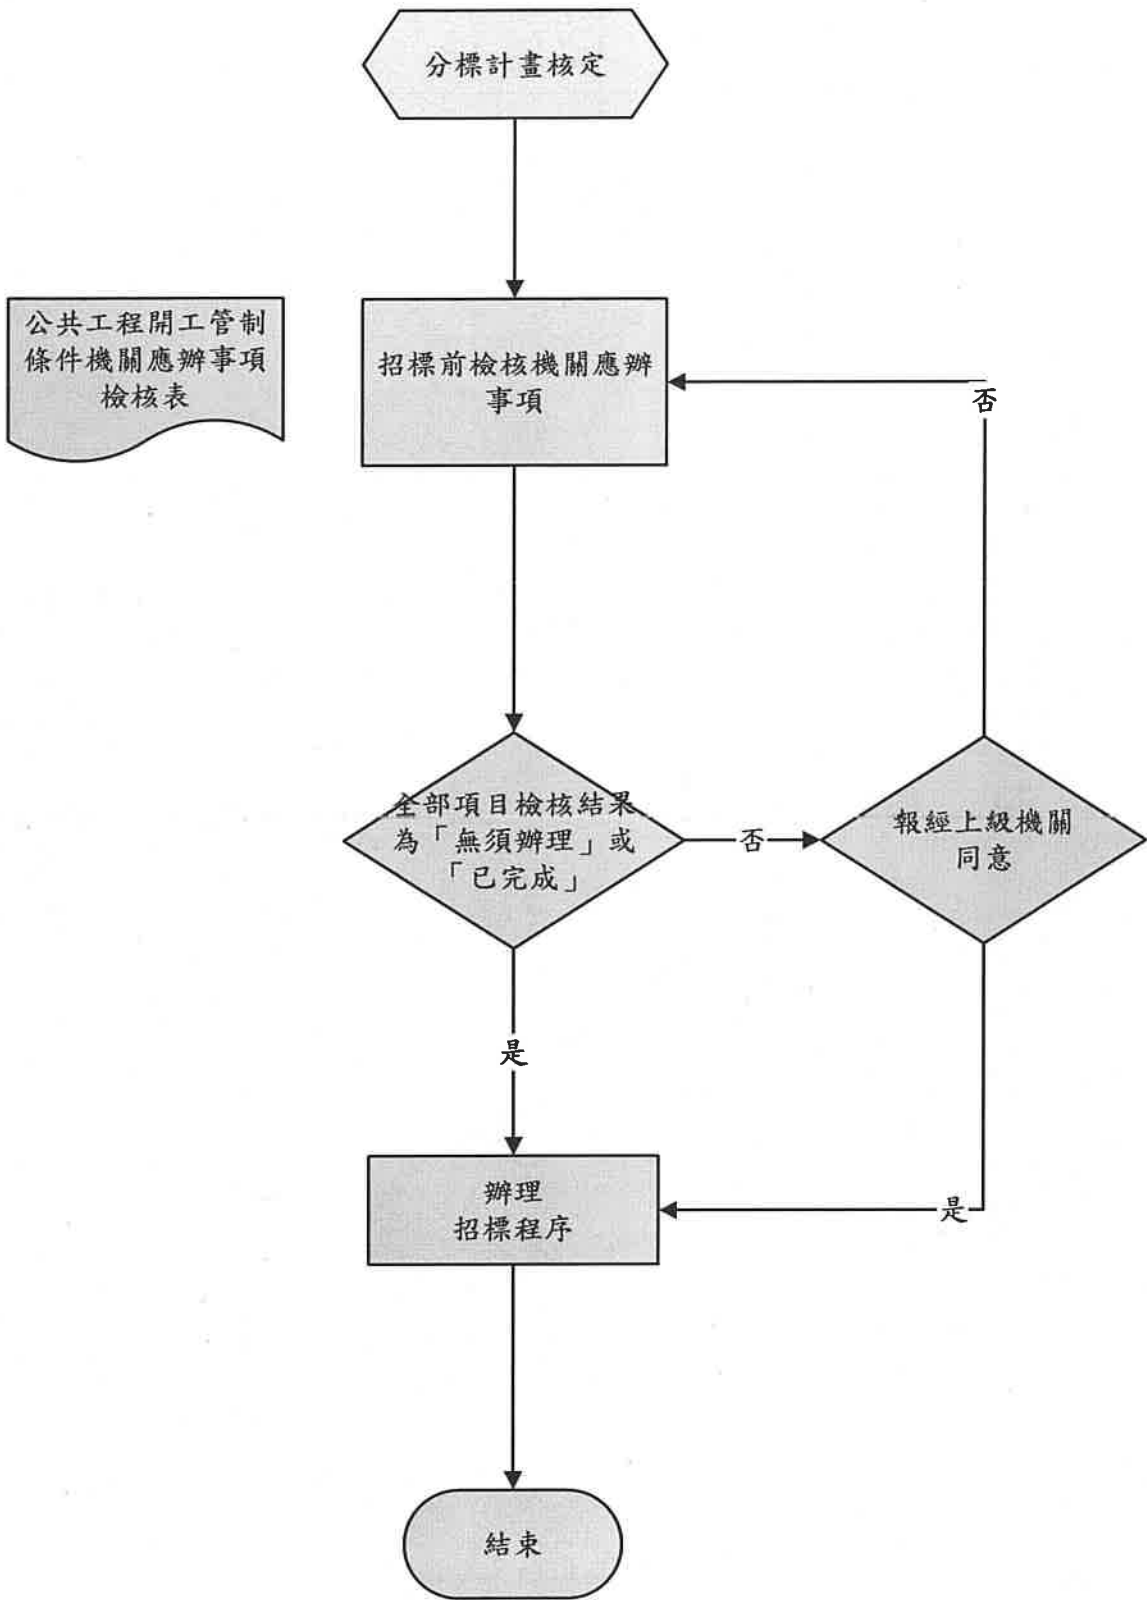 分標計畫核定
公共工程開工管制
條件機關應辦事項
檢核表
招標前檢核機關應辦
事項
否
全部項目檢核結果
為「無須辦理」或
「已完成」
否
報經上級機關
同意
是
辦理
招標程序
是
結束